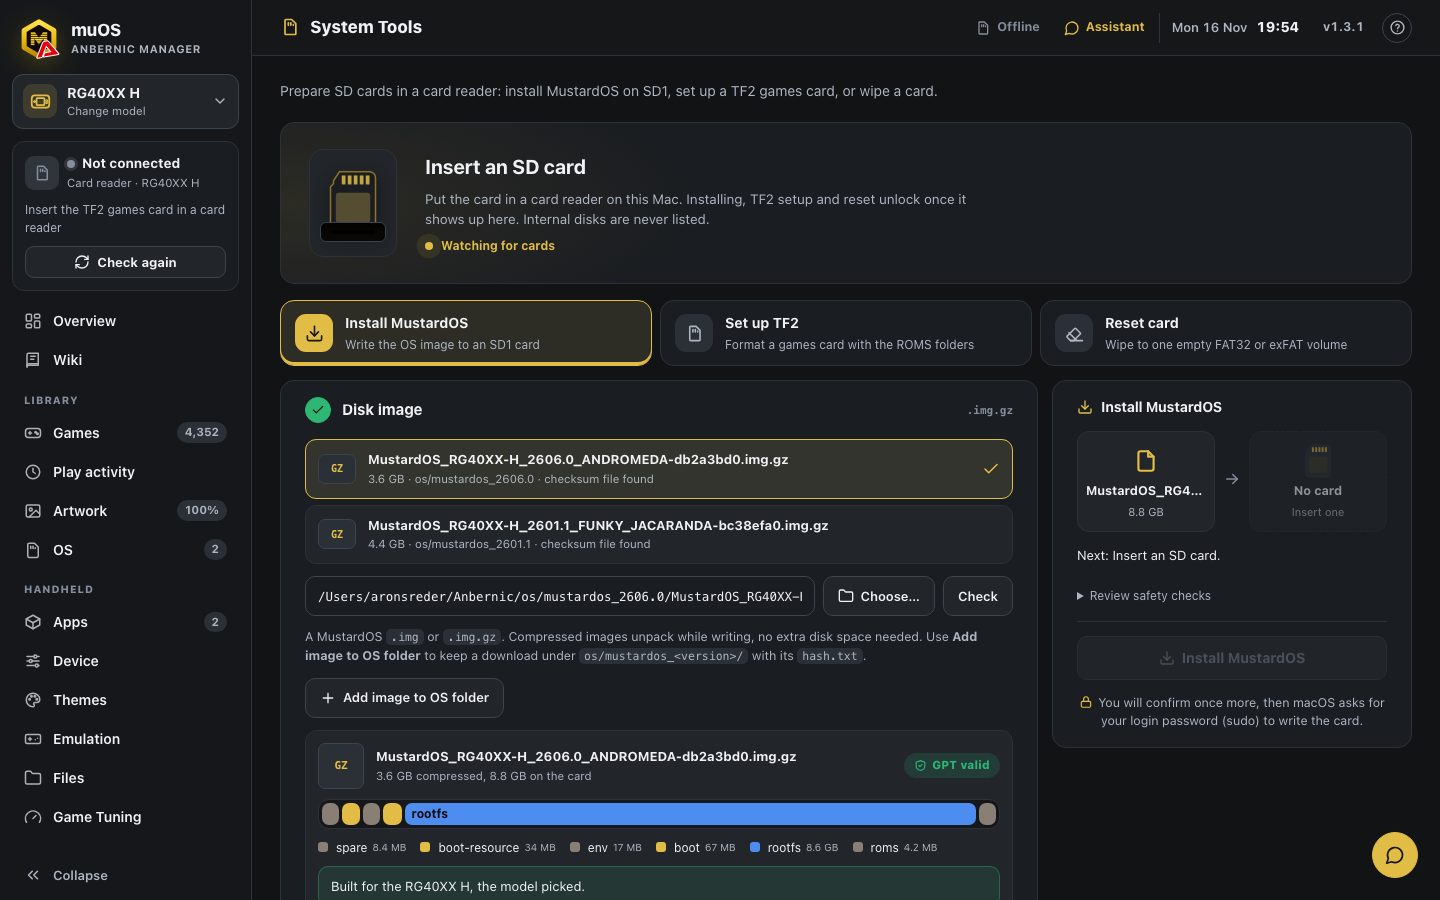 muOS
ANBERNIC MANAGER
RG40XX H
Change model
Not connected
Card reader · RG40XX H
Insert the TF2 games card in a card
reader
Check again
Overview
Wiki
LIBRARY
Games 4,352
Play activity
Artwork 100%
OS 2
HANDHELD
Apps 2
Device
Themes
Emulation
Files
Game Tuning
Collapse
System Tools
Offline
Assistant
Mon 16 Nov 19:54
v1.3.1
Prepare SD cards in a card reader: install MustardOS on SD1, set up a TF2 games card, or wipe a card.
Insert an SD card
Put the card in a card reader on this Mac. Installing, TF2 setup and reset unlock once it
shows up here. Internal disks are never listed.
Watching for cards
Install MustardOS
Write the OS image to an SD1 card
Set up TF2
Format a games card with the ROMS folders
Reset card
Wipe to one empty FAT32 or exFAT volume
Disk image
.img.gz
GZ
MustardOS_RG40XX-H_2606.0_ANDROMEDA-db2a3bd0.img.gz
3.6 GB · os/mustardos_2606.0 · checksum file found
GZ
MustardOS_RG40XX-H_2601.1_FUNKY_JACARANDA-bc38efa0.img.gz
4.4 GB · os/mustardos_2601.1 · checksum file found
/Users/aronsreder/Anbernic/os/mustardos_2606.0/MustardOS_RG40XX-H
Choose...
Check
A MustardOS .img or .img.gz. Compressed images unpack while writing, no extra disk space needed. Use Add
image to OS folder to keep a download under os/mustardos_<version>/ with its hash.txt.
Add image to OS folder
GZ
MustardOS_RG40XX-H_2606.0_ANDROMEDA-db2a3bd0.img.gz
3.6 GB compressed, 8.8 GB on the card
GPT valid
rootfs
spare 8.4 MB boot-resource 34 MB env 17 MB boot 67 MB rootfs 8.6 GB roms 4.2 MB
Built for the RG40XX H, the model picked.
Install MustardOS
MustardOS_RG4...
8.8 GB
No card
Insert one
Next: Insert an SD card.
Review safety checks
Install MustardOS
You will confirm once more, then macOS asks for
your login password (sudo) to write the card.